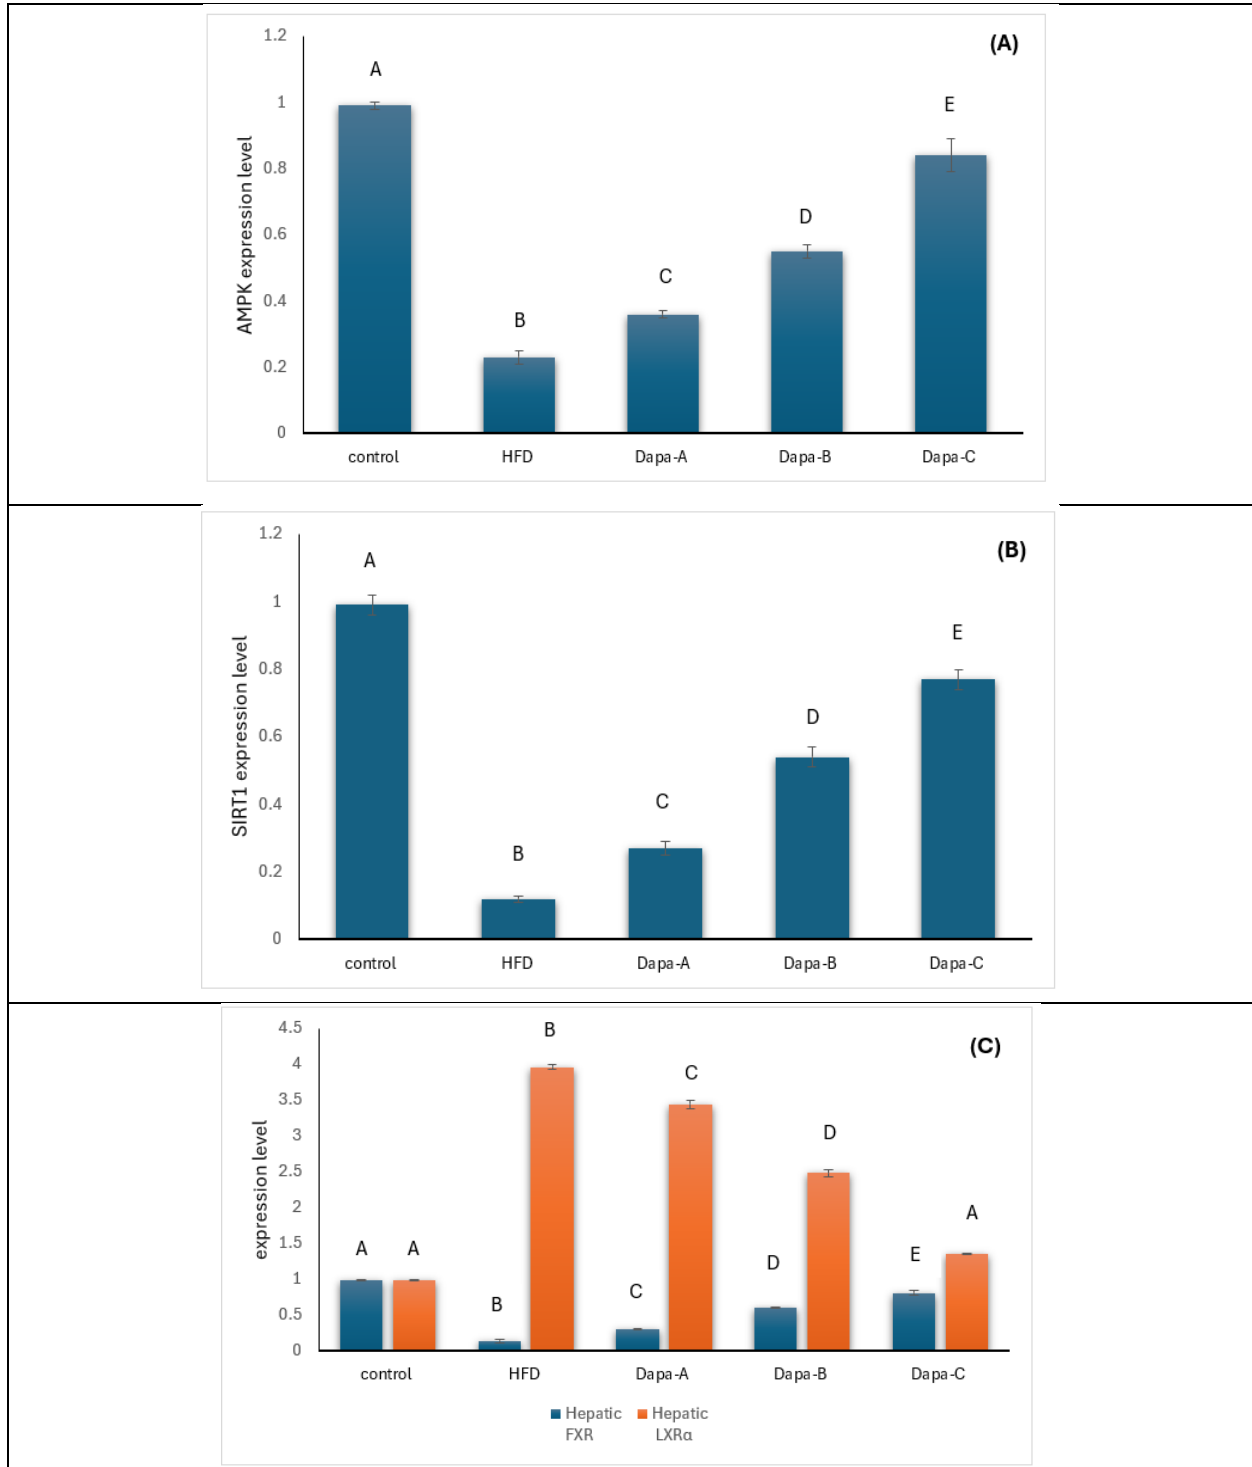 (A)
AMPK expression level
1.2
1
0.8
0.6
0.4
0.2
0
A
B
C
D
E
control HFD Dapa-A Dapa-B Dapa-C
(B)
SIRT1 expression level
1.2
1
0.8
0.6
0.4
0.2
0
A
B
C
D
E
control HFD Dapa-A Dapa-B Dapa-C
(C)
expression level
4.5
4
3.5
3
2.5
2
1.5
1
0.5
0
A A
B B
C C
D D
E A
control HFD Dapa-A Dapa-B Dapa-C
Hepatic FXR
Hepatic LXRα